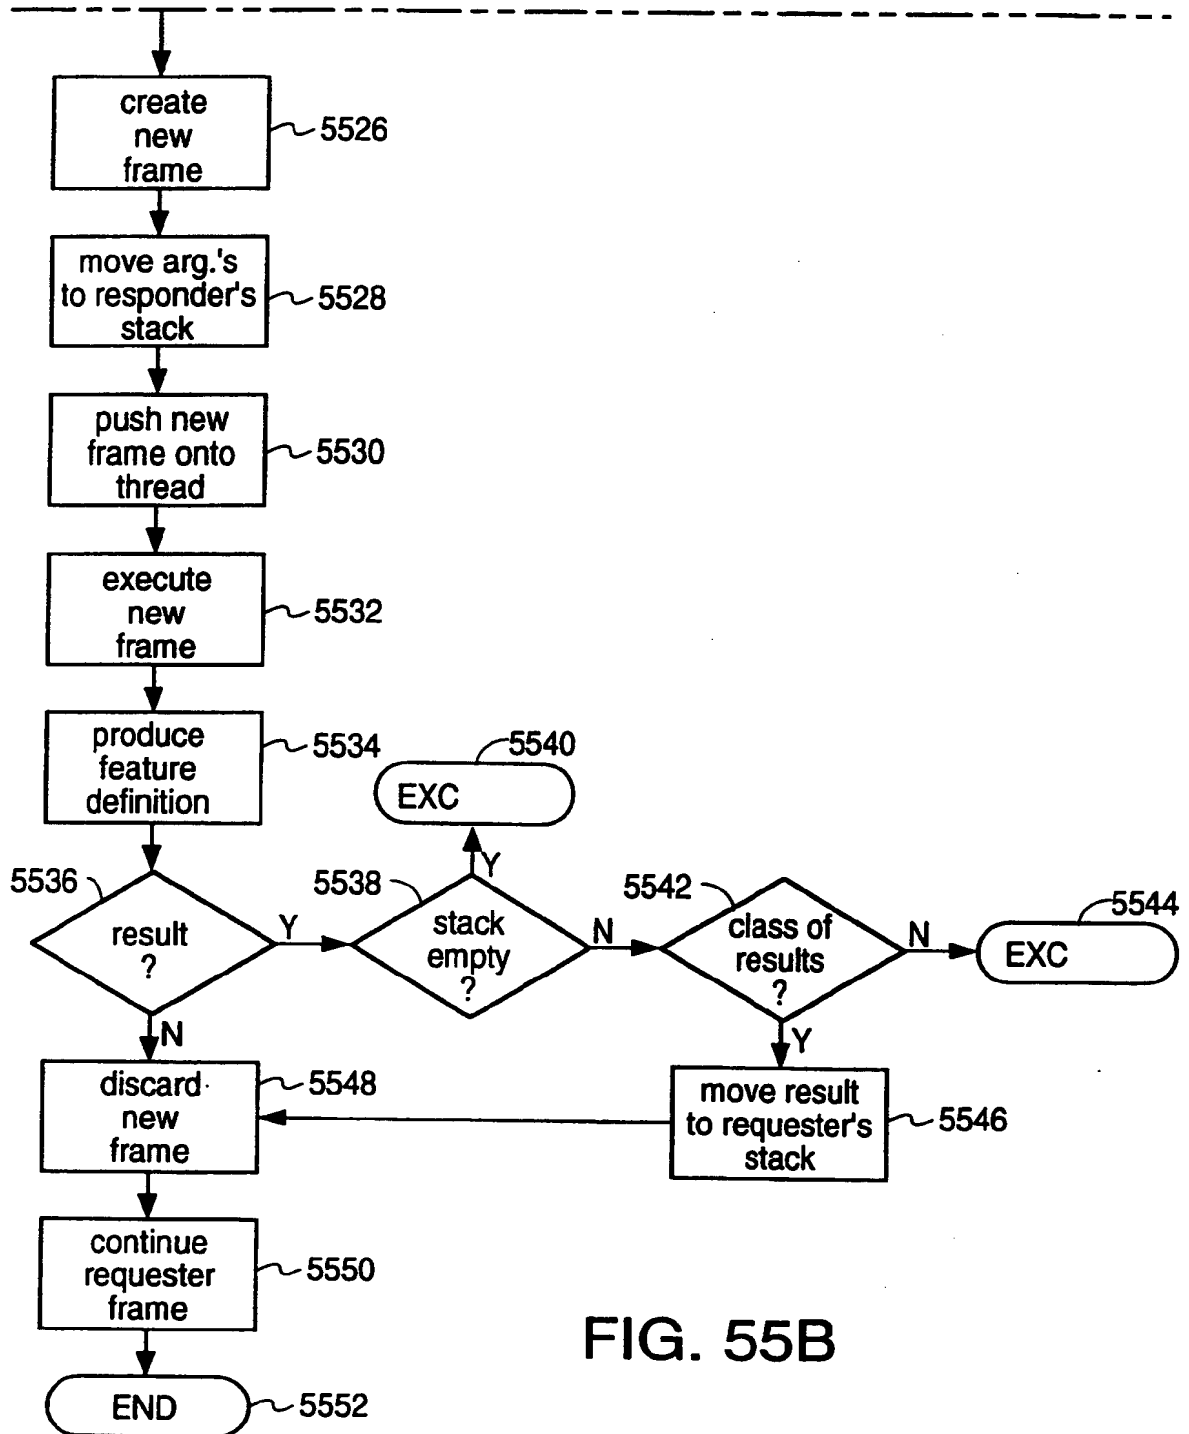 create
new
frame
5526
move arg.'s
to responder's
stack
5528
push new
frame onto
thread
5530
execute
new
frame
5532
produce
feature
definition
5534
5540
EXC
Y
5536
result
?
Y
5538
stack
empty
?
N
5542
class of
results
?
N
5544
EXC
N
Y
discard
new
frame
5548
move result
to requester's
stack
5546
continue
requester
frame
5550
END
5552
FIG. 55B